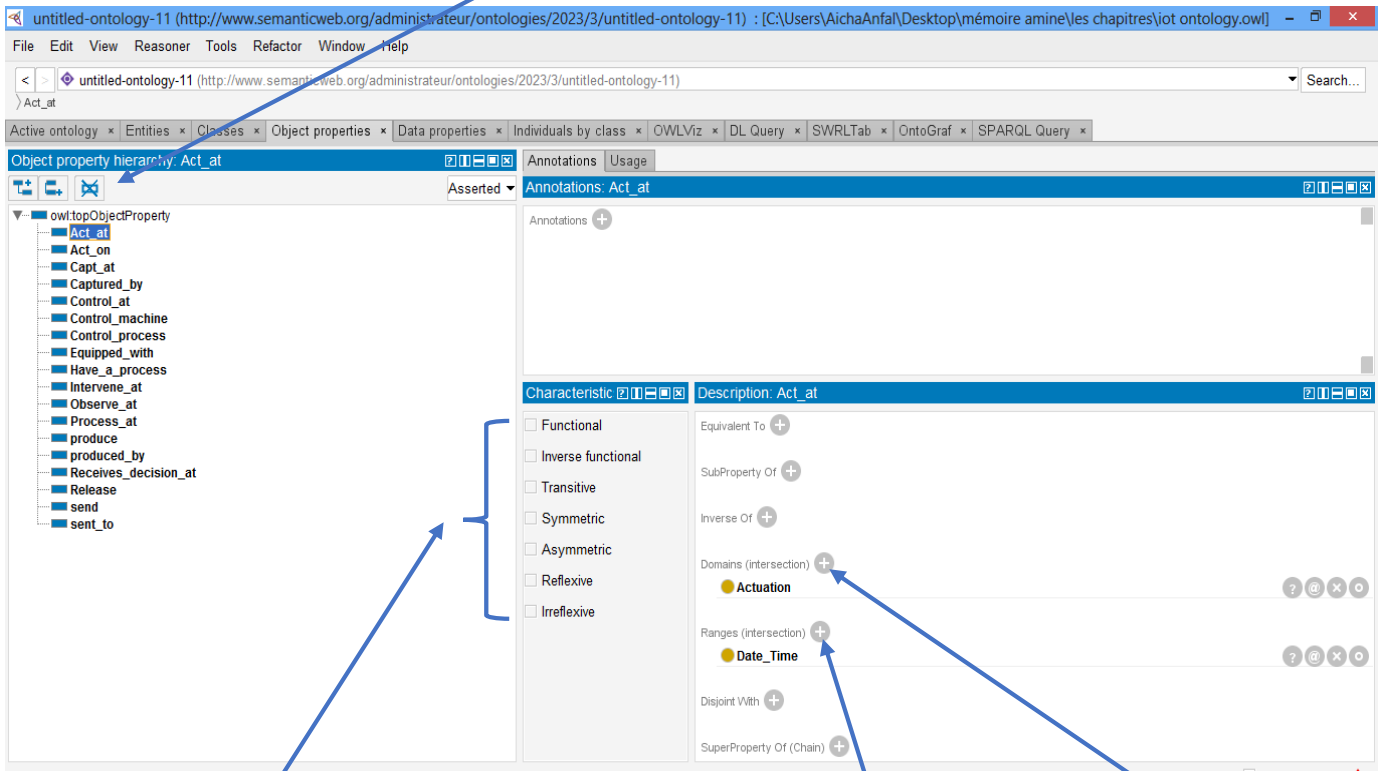 untitled-ontology-11 (http://www.semanticweb.org/administrateur/ontologies/2023/3/untitled-ontology-11) : [C:\Users\AichaAnfal\Desktop\mémoire amine\les chapitres\iot ontology.owl]
File Edit View Reasoner Tools Refactor Window Help
untitled-ontology-11 (http://www.semanticweb.org/administrateur/ontologies/2023/3/untitled-ontology-11) Search...
Act_at
Active ontology × Entities × Classes × Object properties × Data properties × Individuals by class × OWLViz × DL Query × SWRLTab × OntoGraf × SPARQL Query ×
Object property hierarchy: Act_at
Asserted
owl:topObjectProperty
Act_at
Act_on
Capt_at
Captured_by
Control_at
Control_machine
Control_process
Equipped_with
Have_a_process
Intervene_at
Observe_at
Process_at
produce
produced_by
Receives_decision_at
Release
send
sent_to
Annotations Usage
Annotations: Act_at
Annotations
Characteristic
Functional
Inverse functional
Transitive
Symmetric
Asymmetric
Reflexive
Irreflexive
Description: Act_at
Equivalent To
SubProperty Of
Inverse Of
Domains (intersection)
Actuation
Ranges (intersection)
Date_Time
Disjoint With
SuperProperty Of (Chain)